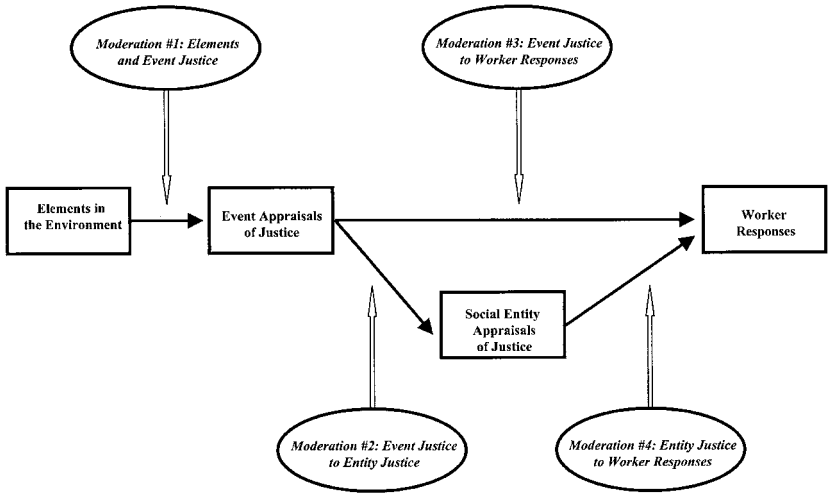 Moderation #1: Elements
and Event Justice
Moderation #3: Event Justice
to Worker Responses
Elements in
the Environment
Event Appraisals
of Justice
Worker
Responses
Social Entity
Appraisals
of Justice
Moderation #2: Event Justice
to Entity Justice
Moderation #4: Entity Justice
to Worker Responses